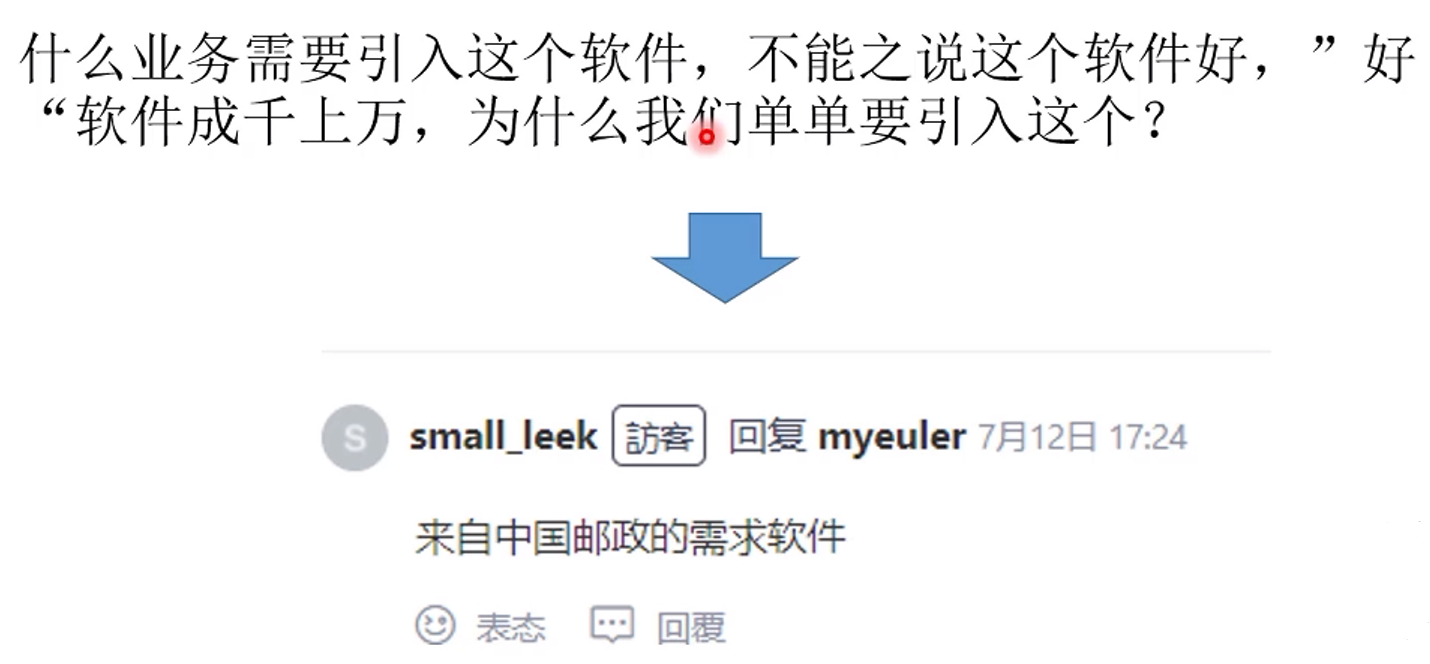 什么业务需要引入这个软件，不能之说这个软件好，”好
“软件成千上万，为什么我们单单要引入这个？
S
small_leek 訪客 回复 myeuler 7月12日 17:24
来自中国邮政的需求软件
表态 回覆